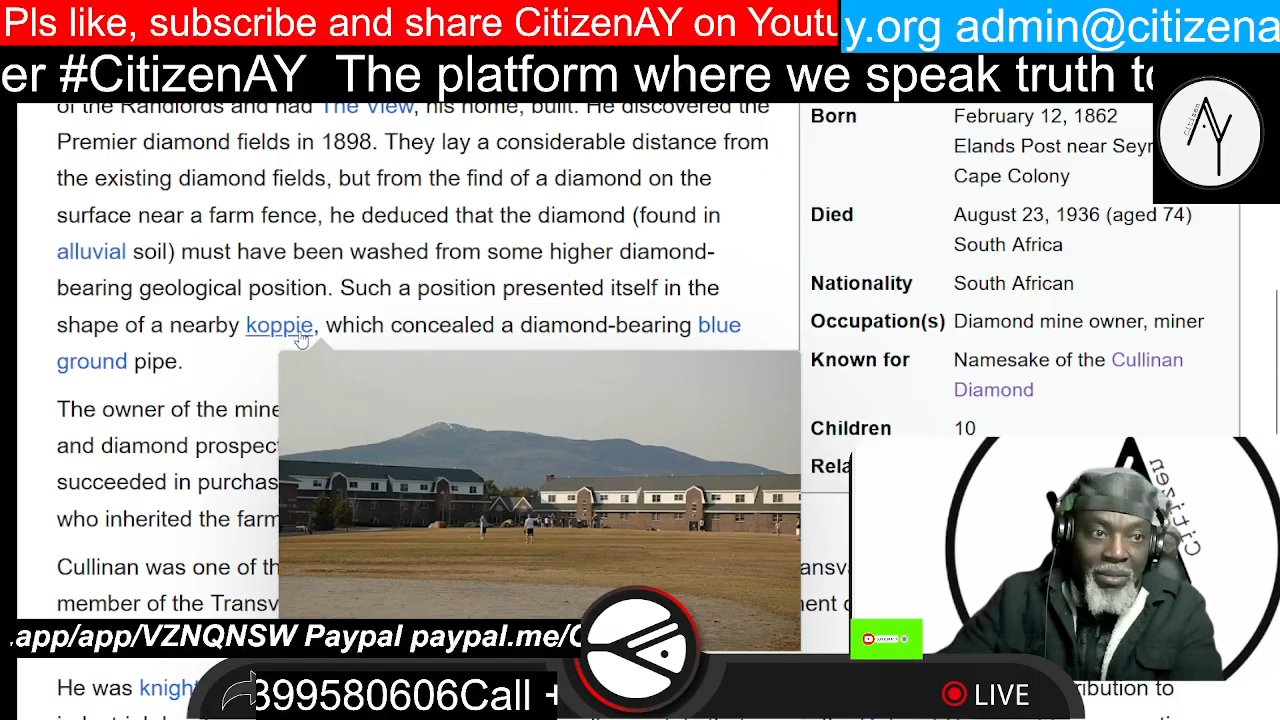 Pls like, subscribe and share CitizenAY on Youtu
y.org admin@citizena
er #CitizenAY The platform where we speak truth to
of the Randlords and had The View, his home, built. He discovered the
Premier diamond fields in 1898. They lay a considerable distance from
the existing diamond fields, but from the find of a diamond on the
surface near a farm fence, he deduced that the diamond (found in
alluvial soil) must have been washed from some higher diamond-
bearing geological position. Such a position presented itself in the
shape of a nearby koppie, which concealed a diamond-bearing blue
ground pipe.
The owner of the mine
and diamond prospect
succeeded in purchas
who inherited the farm
Cullinan was one of th
ansva
member of the Transv
ment
He was knight
ribution to
Born February 12, 1862
Elands Post near Sey
Cape Colony
Died August 23, 1936 (aged 74)
South Africa
Nationality South African
Occupation(s) Diamond mine owner, miner
Known for Namesake of the Cullinan
Diamond
Children 10
Rela
Citizen
AY
Citizen
.app/app/VZNQNSW Paypal paypal.me/C
399580606Call +
LIVE